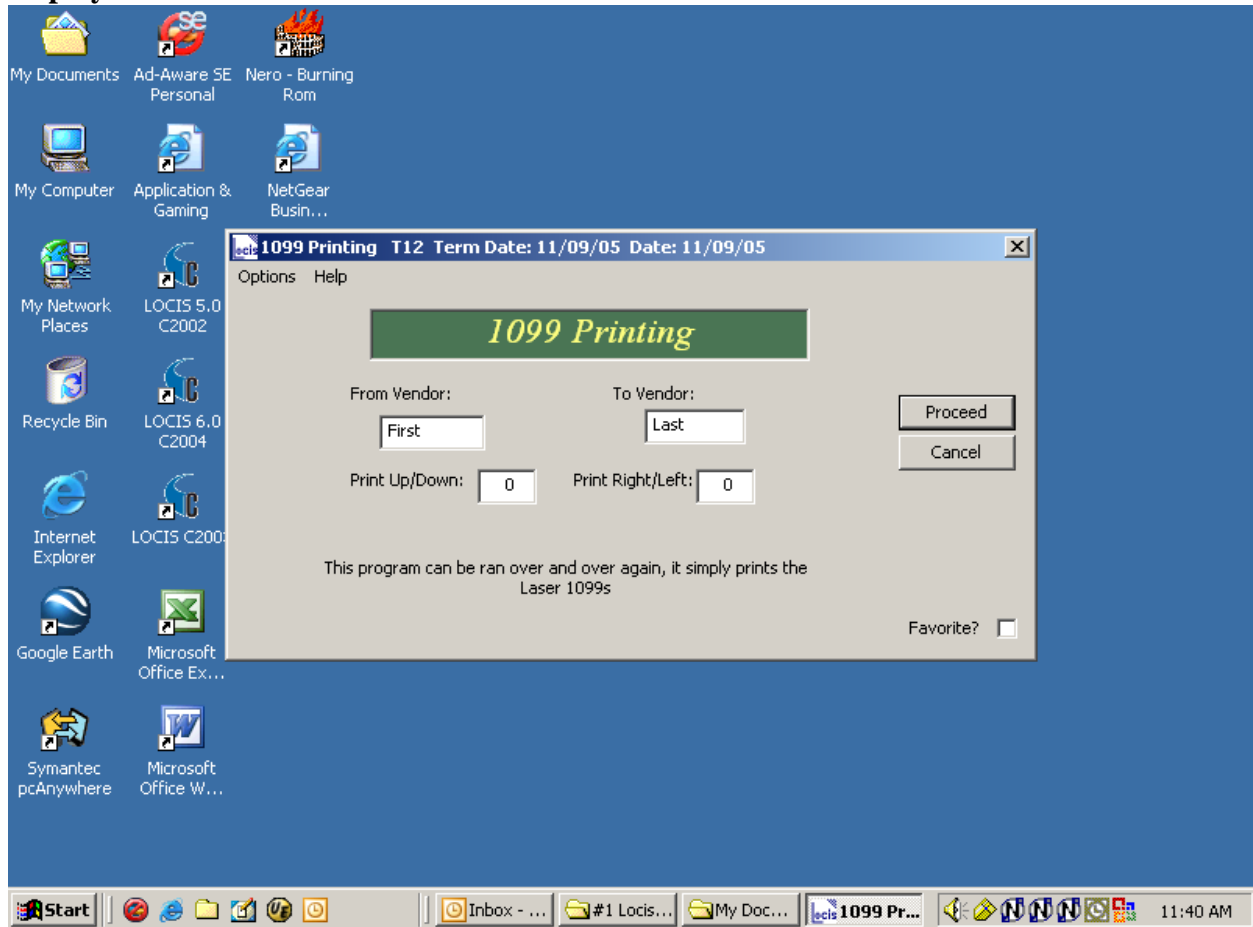 My Documents
Ad-Aware SE
Personal
Nero - Burning
Rom
My Computer
Application &
Gaming
NetGear
Busin...
My Network
Places
LOCIS 5.0
C2002
Recycle Bin
LOCIS 6.0
C2004
Internet
Explorer
LOCIS C200
Google Earth
Microsoft
Office Ex...
Symantec
pcAnywhere
Microsoft
Office W...
1099 Printing T12 Term Date: 11/09/05 Date: 11/09/05
Options Help
1099 Printing
From Vendor: To Vendor:
First Last
Proceed
Cancel
Print Up/Down: 0 Print Right/Left: 0
This program can be ran over and over again, it simply prints the
Laser 1099s
Favorite?
Start Inbox - ... #1 Locis... My Doc... 1099 Pr... 11:40 AM